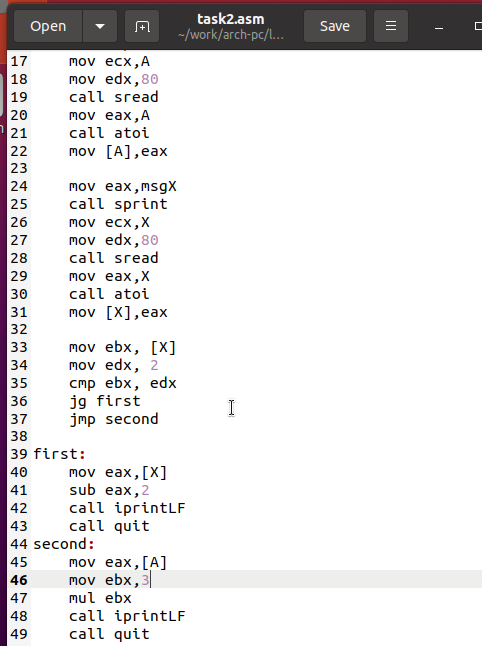 Open
task2.asm
~/work/arch-pc/l...
Save
17 mov ecx,A
18 mov edx,80
19 call sread
20 mov eax,A
21 call atoi
22 mov [A],eax
23
24 mov eax,msgX
25 call sprint
26 mov ecx,X
27 mov edx,80
28 call sread
29 mov eax,X
30 call atoi
31 mov [X],eax
32
33 mov ebx, [X]
34 mov edx, 2
35 cmp ebx, edx
36 jg first
37 jmp second
38
39 first:
40 mov eax,[X]
41 sub eax,2
42 call iprintLF
43 call quit
44 second:
45 mov eax,[A]
46 mov ebx,3
47 mul ebx
48 call iprintLF
49 call quit